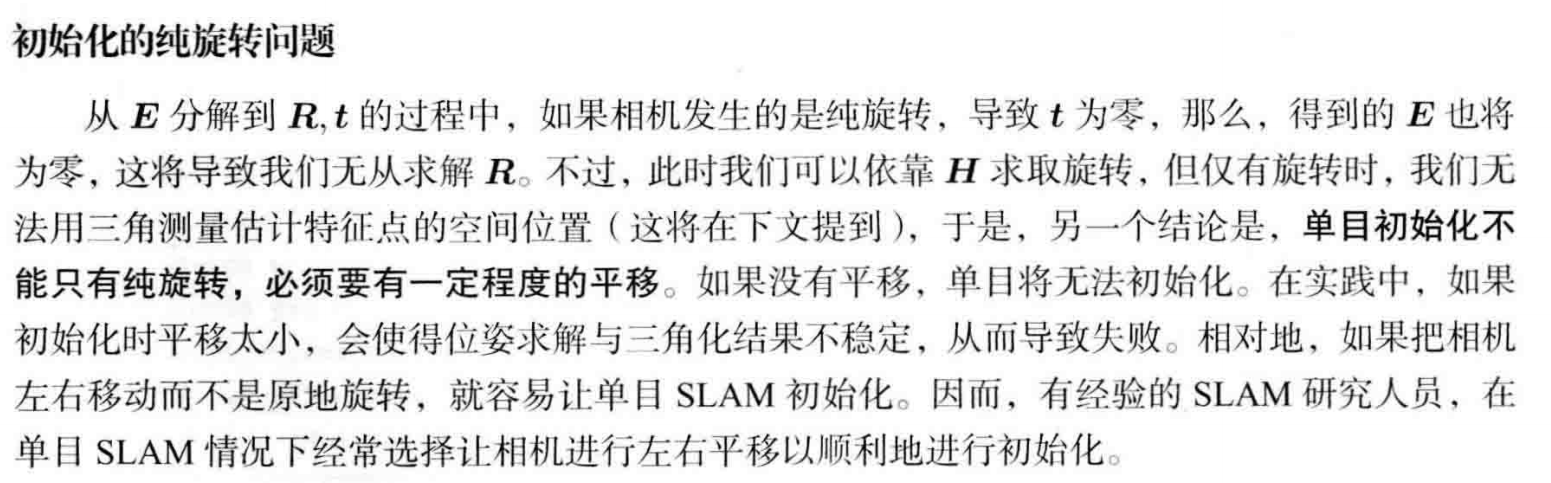 初始化的纯旋转问题
从 E 分解到 R, t 的过程中，如果相机发生的是纯旋转，导致 t 为零，那么，得到的 E 也将
为零，这将导致我们无从求解 R。不过，此时我们可以依靠 H 求取旋转，但仅有旋转时，我们无
法用三角测量估计特征点的空间位置（这将在下文提到），于是，另一个结论是，单目初始化不
能只有纯旋转，必须要有一定程度的平移。如果没有平移，单目将无法初始化。在实践中，如果
初始化时平移太小，会使得位姿求解与三角化结果不稳定，从而导致失败。相对地，如果把相机
左右移动而不是原地旋转，就容易让单目 SLAM 初始化。因而，有经验的 SLAM 研究人员，在
单目 SLAM 情况下经常选择让相机进行左右平移以顺利地进行初始化。